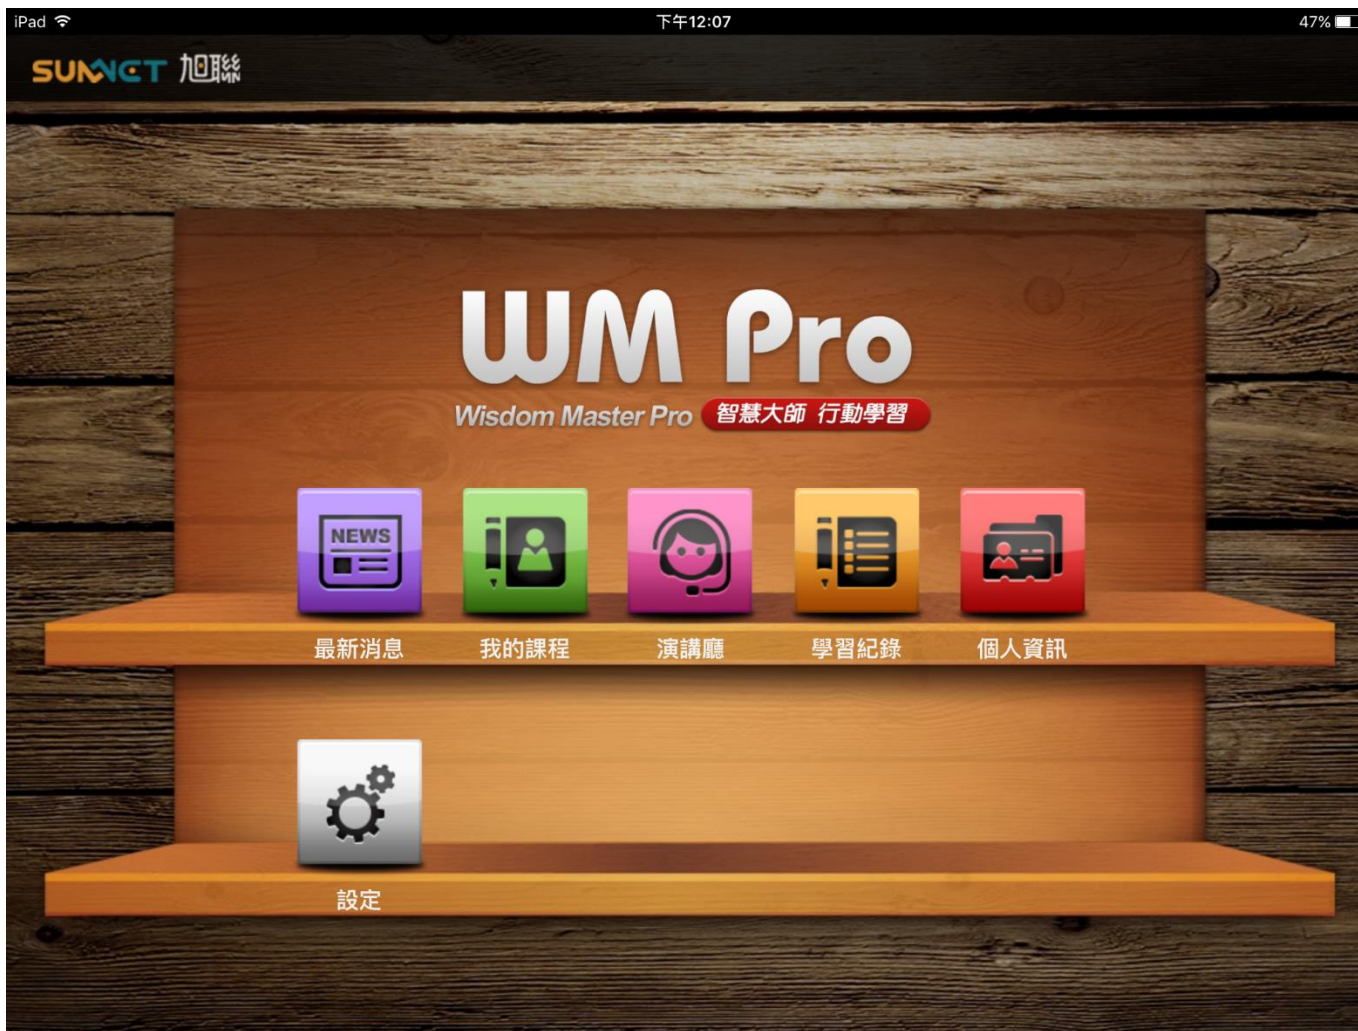 iPad 下午12:07 47%
SUNNET 旭聯
WM Pro
Wisdom Master Pro 智慧大師 行動學習
NEWS
最新消息 我的課程 演講廳 學習紀錄 個人資訊
設定